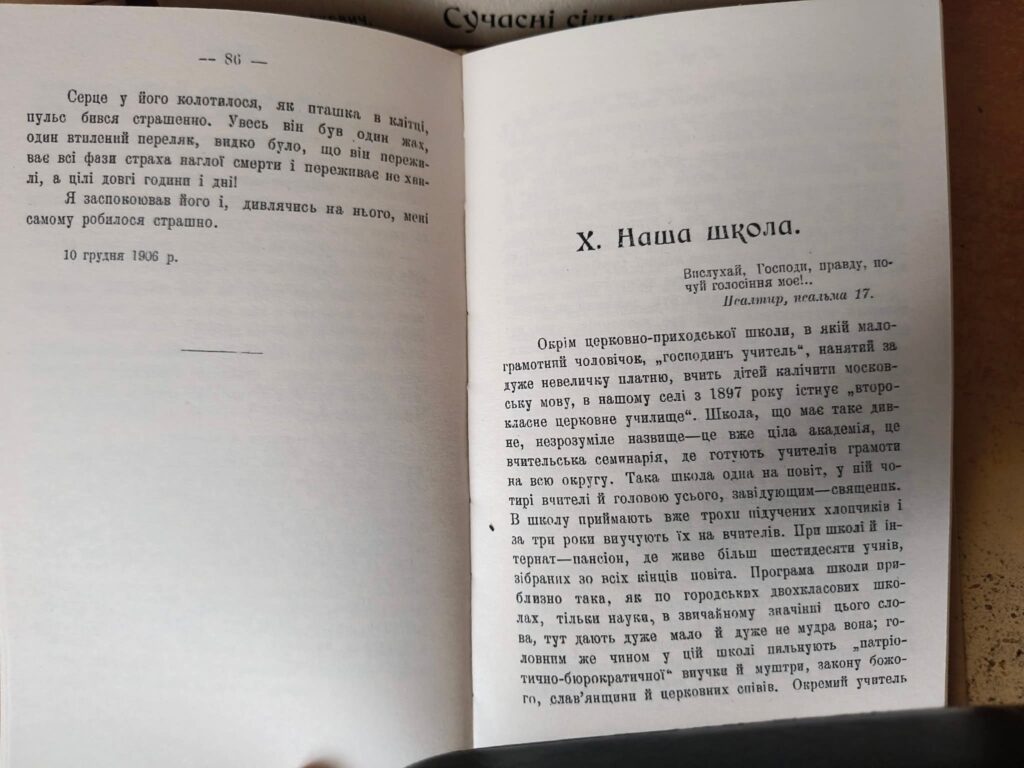 Сучасні
— 86 —
Серце у його колотилося, як пташка в клітці,
пульс бився страшенно. Увесь він був один жах,
один втілений переляк, видко було, що він пережи-
ває всі фази страха наглої смерти і переживає не хви-
лі, а цілі довгі години і дні!
Я заспокоював його і, дивлячись на нього, мені
самому робилося страшно.
10 грудня 1906 р.
X. Наша школа.
Вислухай, Господи, правду, по-
чуй голосіння моє!..
Псалтир, псальма 17.
Окрім церковно-приходської школи, в якій мало-
грамотний чоловічок, „господинъ учитель“, нанятий за
дуже невеличку платню, вчить дітей калічити москов-
ську мову, в нашому селі з 1897 року істнує „второ-
класне церковне училище“. Школа, що має таке див-
не, незрозуміле назвище—це вже ціла академія, це
вчительська семинарія, де готують учителів грамоти
на всю округу. Така школа одна на повіт, у ній чо-
тирі вчителі й головою усього, завідующим—священик.
В школу приймають вже трохи підучених хлопчиків і
за три роки виучують їх на вчителів. При школі й ін-
тернат—пансіон, де живе більш шестидесяти учнів,
зібраних зо всіх кінців повіта. Програма школи при-
близно така, як по городських двохкласових шко-
лах, тільки науки, в звичайному значінні цього сло-
ва, тут дають дуже мало й дуже не мудра вона; го-
ловним же чином у цій школі пильнують „патріо-
тично-бюрократичної“ виучки й муштри, закону божо-
го, слав’янщини й церковних співів. Окремий учитель